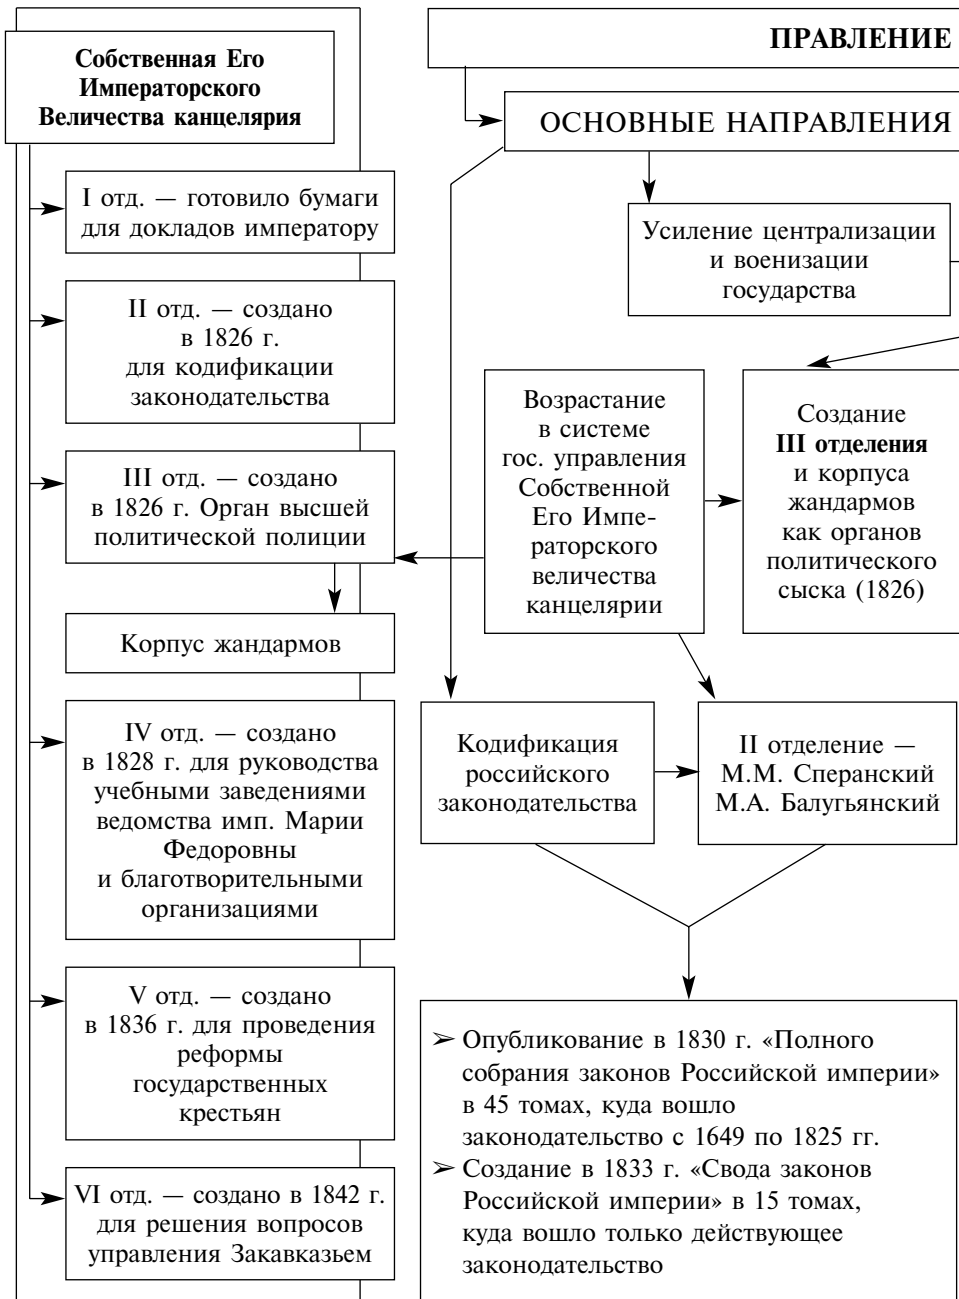 Собственная Его
Императорского
Величества канцелярия
I отд. — готовило бумаги
для докладов императору
II отд. — создано
в 1826 г.
для кодификации
законодательства
III отд. — создано
в 1826 г. Орган высшей
политической полиции
Корпус жандармов
IV отд. — создано
в 1828 г. для руководства
учебными заведениями
ведомства имп. Марии
Федоровны
и благотворительными
организациями
V отд. — создано
в 1836 г. для проведения
реформы
государственных
крестьян
VI отд. — создано в 1842 г.
для решения вопросов
управления Закавказьем
ПРАВЛЕНИЕ
ОСНОВНЫЕ НАПРАВЛЕНИЯ
Усиление централизации
и военизации
государства
Возрастание
в системе
гос. управления
Собственной
Его Импе-
раторского
величества
канцелярии
Создание
III отделения
и корпуса
жандармов
как органов
политического
сыска (1826)
Кодификация
российского
законодательства
II отделение —
М.М. Сперанский
М.А. Балугьянский
➢ Опубликование в 1830 г. «Полного
собрания законов Российской империи»
в 45 томах, куда вошло
законодательство с 1649 по 1825 гг.
➢ Создание в 1833 г. «Свода законов
Российской империи» в 15 томах,
куда вошло только действующее
законодательство